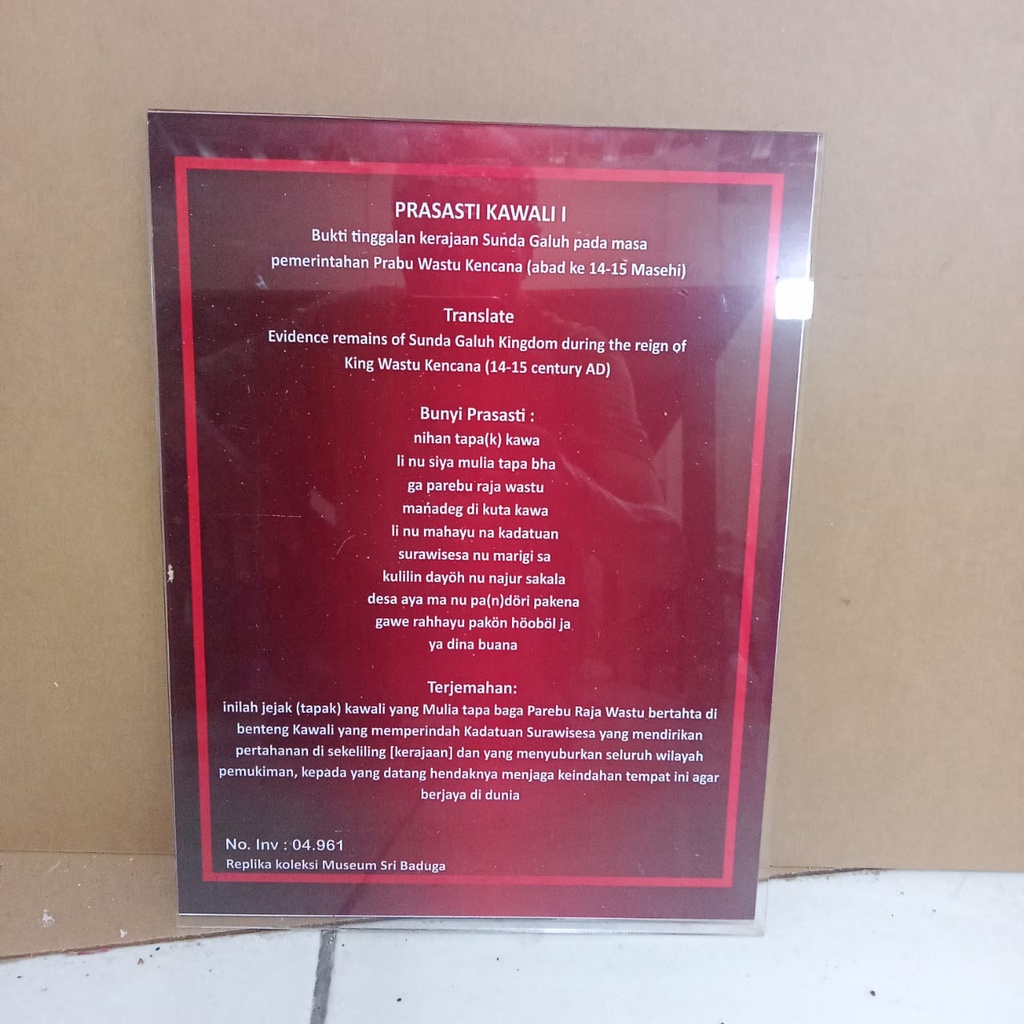 PRASASTI KAWALI I
Bukti tinggalan kerajaan Sunda Galuh pada masa
pemerintahan Prabu Wastu Kencana (abad ke 14-15 Masehi)
Translate
Evidence remains of Sunda Galuh Kingdom during the reign of
King Wastu Kencana (14-15 century AD)
Bunyi Prasasti :
nihan tapa(k) kawa
li nu siya mulia tapa bha
ga parebu raja wastu
mańadeg di kuta kawa
li nu mahayu na kadatuan
surawisesa nu marigi sa
kulilin dayöh nu najur sakala
desa aya ma nu pa(n)döri pakena
gawe rahhayu pakön höoböl ja
ya dina buana
Terjemahan:
inilah jejak (tapak) kawali yang Mulia tapa baga Parebu Raja Wastu bertahta di
benteng Kawali yang memperindah Kadatuan Surawisesa yang mendirikan
pertahanan di sekeliling [kerajaan] dan yang menyuburkan seluruh wilayah
pemukiman, kepada yang datang hendaknya menjaga keindahan tempat ini agar
berjaya di dunia
No. Inv : 04.961
Replika koleksi Museum Sri Baduga